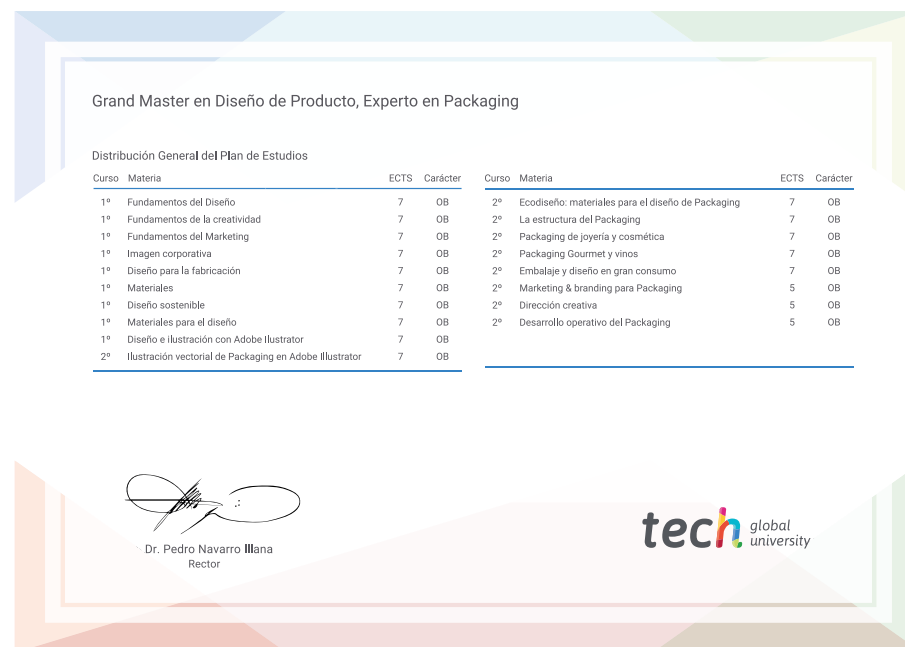 Grand Master en Diseño de Producto, Experto en Packaging
Distribución General del Plan de Estudios
Curso Materia ECTS Carácter
1º Fundamentos del Diseño 7 OB
1º Fundamentos de la creatividad 7 OB
1º Fundamentos del Marketing 7 OB
1º Imagen corporativa 7 OB
1º Diseño para la fabricación 7 OB
1º Materiales 7 OB
1º Diseño sostenible 7 OB
1º Materiales para el diseño 7 OB
1º Diseño e ilustración con Adobe Ilustrator 7 OB
2º Ilustración vectorial de Packaging en Adobe Illustrator 7 OB
Curso Materia ECTS Carácter
2º Ecodiseño: materiales para el diseño de Packaging 7 OB
2º La estructura del Packaging 7 OB
2º Packaging de joyería y cosmética 7 OB
2º Packaging Gourmet y vinos 7 OB
2º Embalaje y diseño en gran consumo 7 OB
2º Marketing & branding para Packaging 5 OB
2º Dirección creativa 5 OB
2º Desarrollo operativo del Packaging 5 OB
Dr. Pedro Navarro Illana
Rector
tech global
university